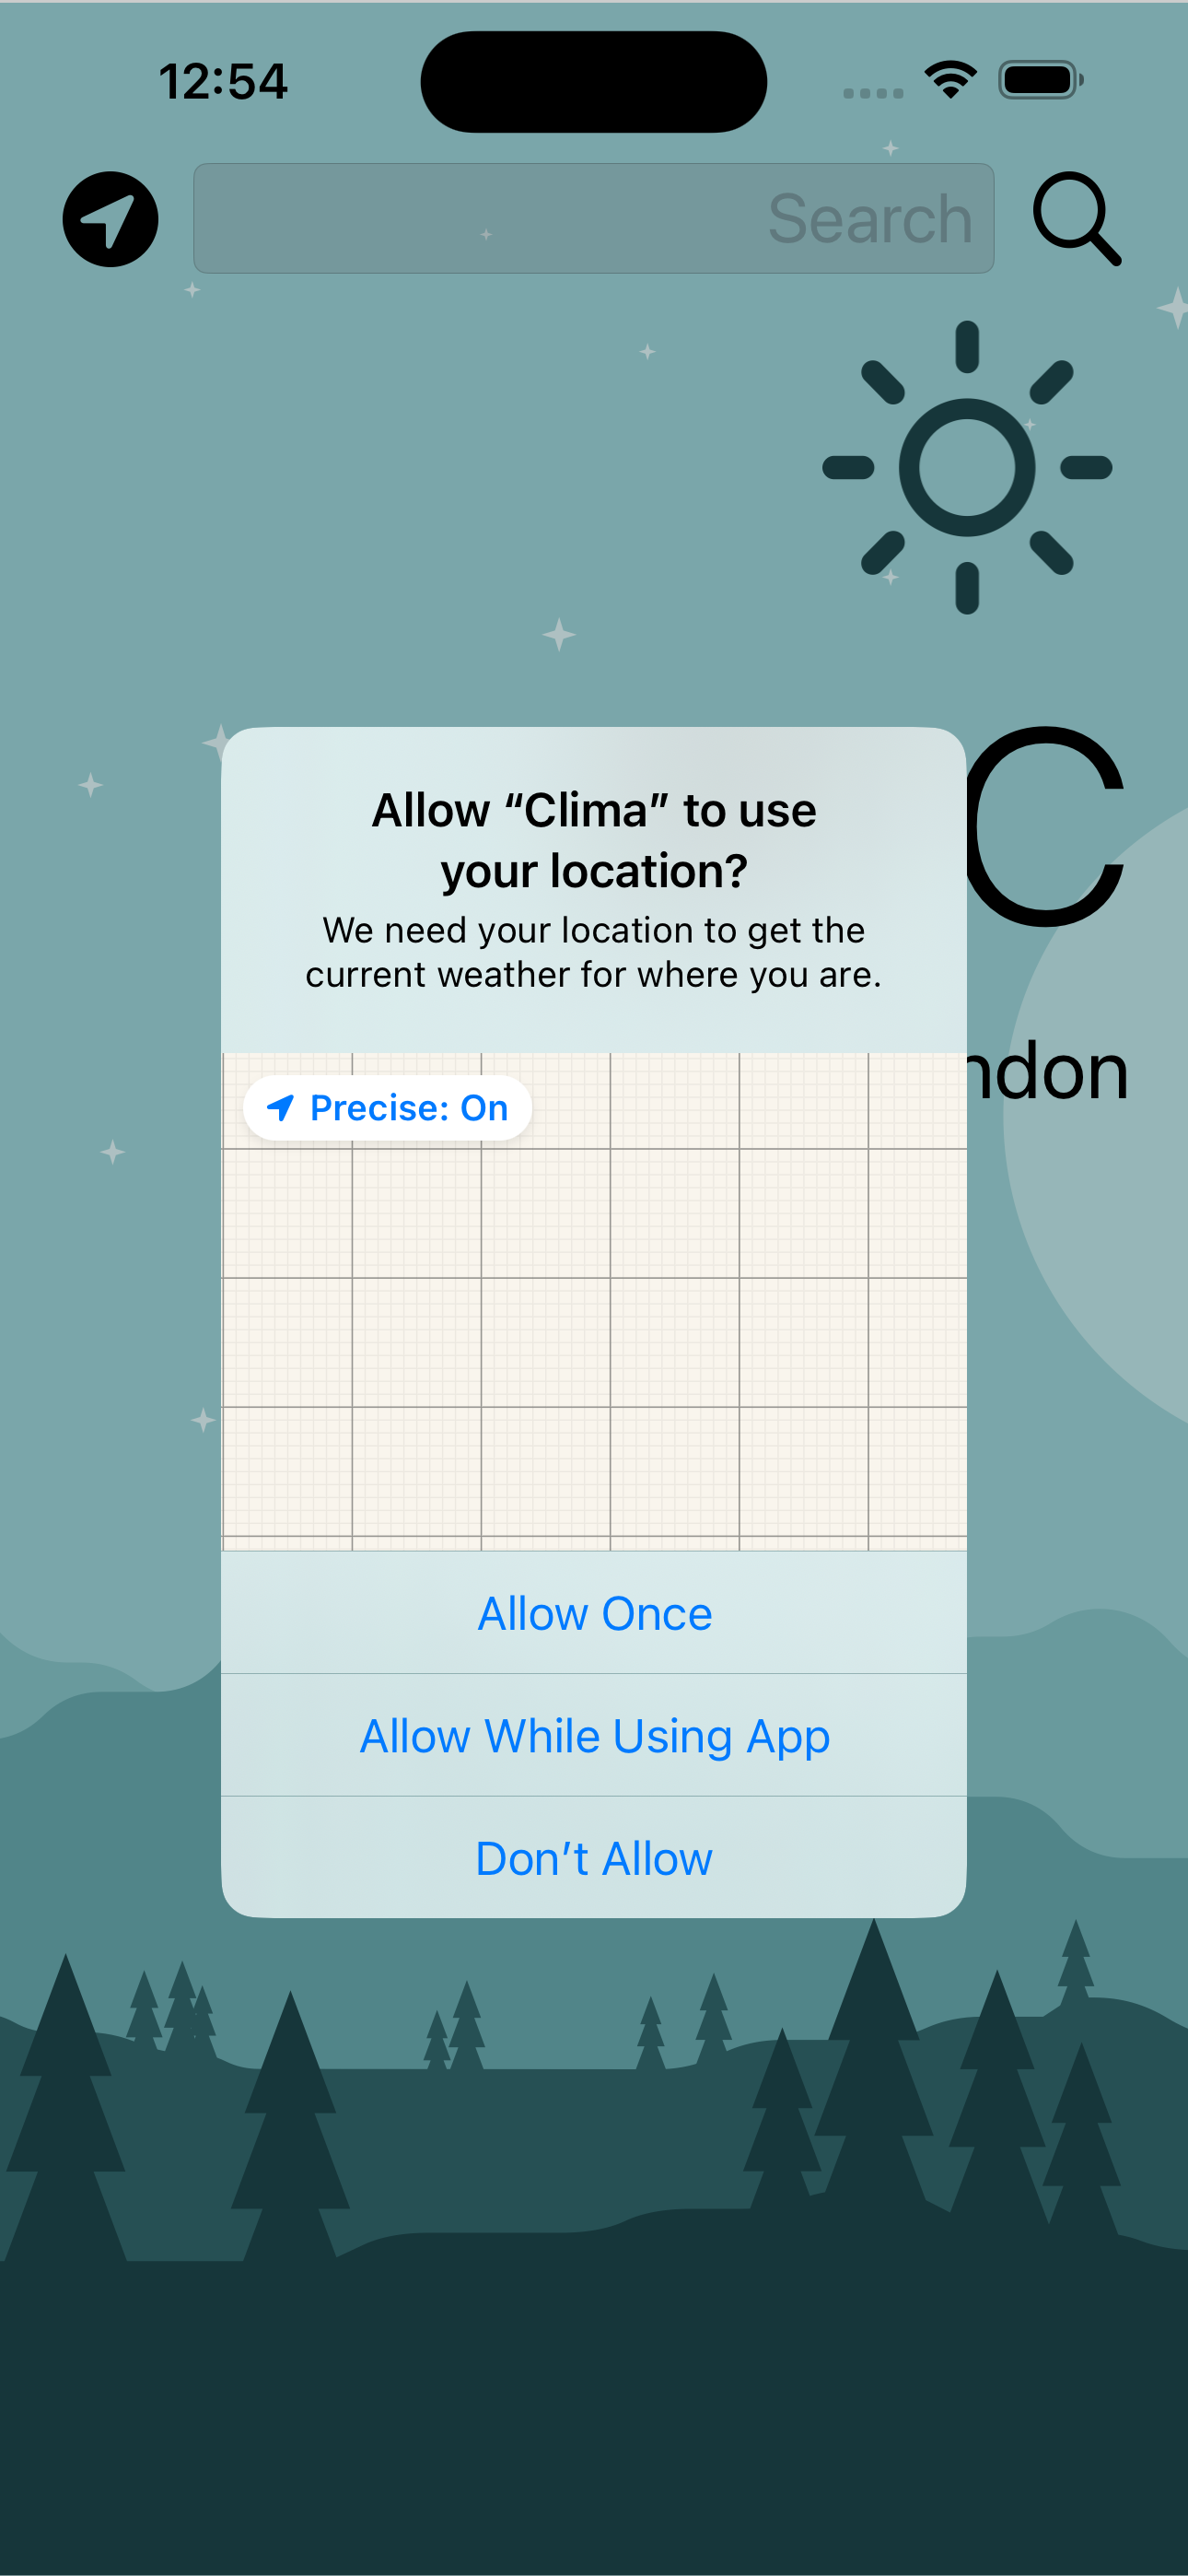 12:54
Search
C
ndon
Allow “Clima” to use
your location?
We need your location to get the
current weather for where you are.
Precise: On
Allow Once
Allow While Using App
Don’t Allow